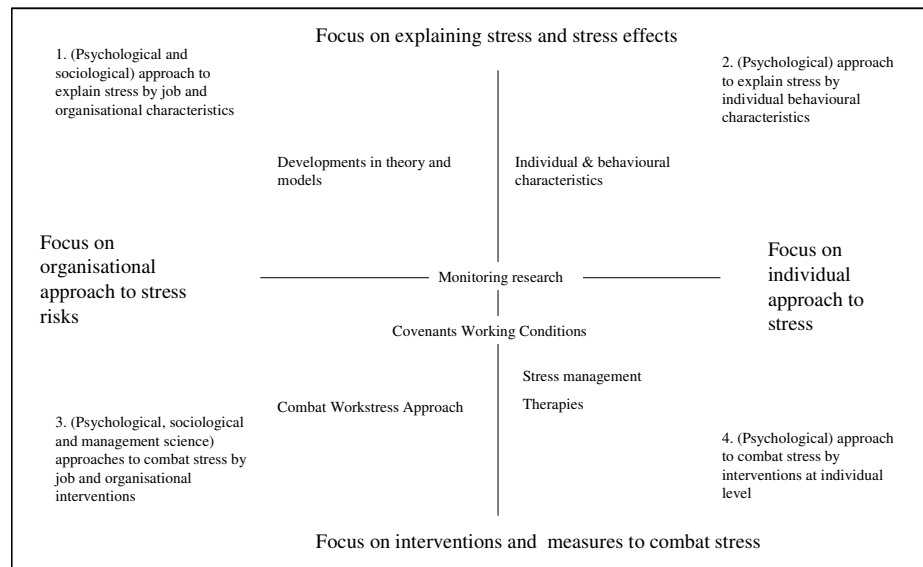 Focus on explaining stress and stress effects
1. (Psychological and
sociological) approach to
explain stress by job and
organisational characteristics
2. (Psychological) approach
to explain stress by
individual behavioural
characteristics
Developments in theory and
models
Individual & behavioural
characteristics
Focus on
organisational
approach to stress
risks
Monitoring research
Focus on
individual
approach to
stress
Covenants Working Conditions
Combat Workstress Approach
Stress management
Therapies
3. (Psychological, sociological
and management science)
approaches to combat stress by
job and organisational
interventions
4. (Psychological) approach
to combat stress by
interventions at individual
level
Focus on interventions and measures to combat stress